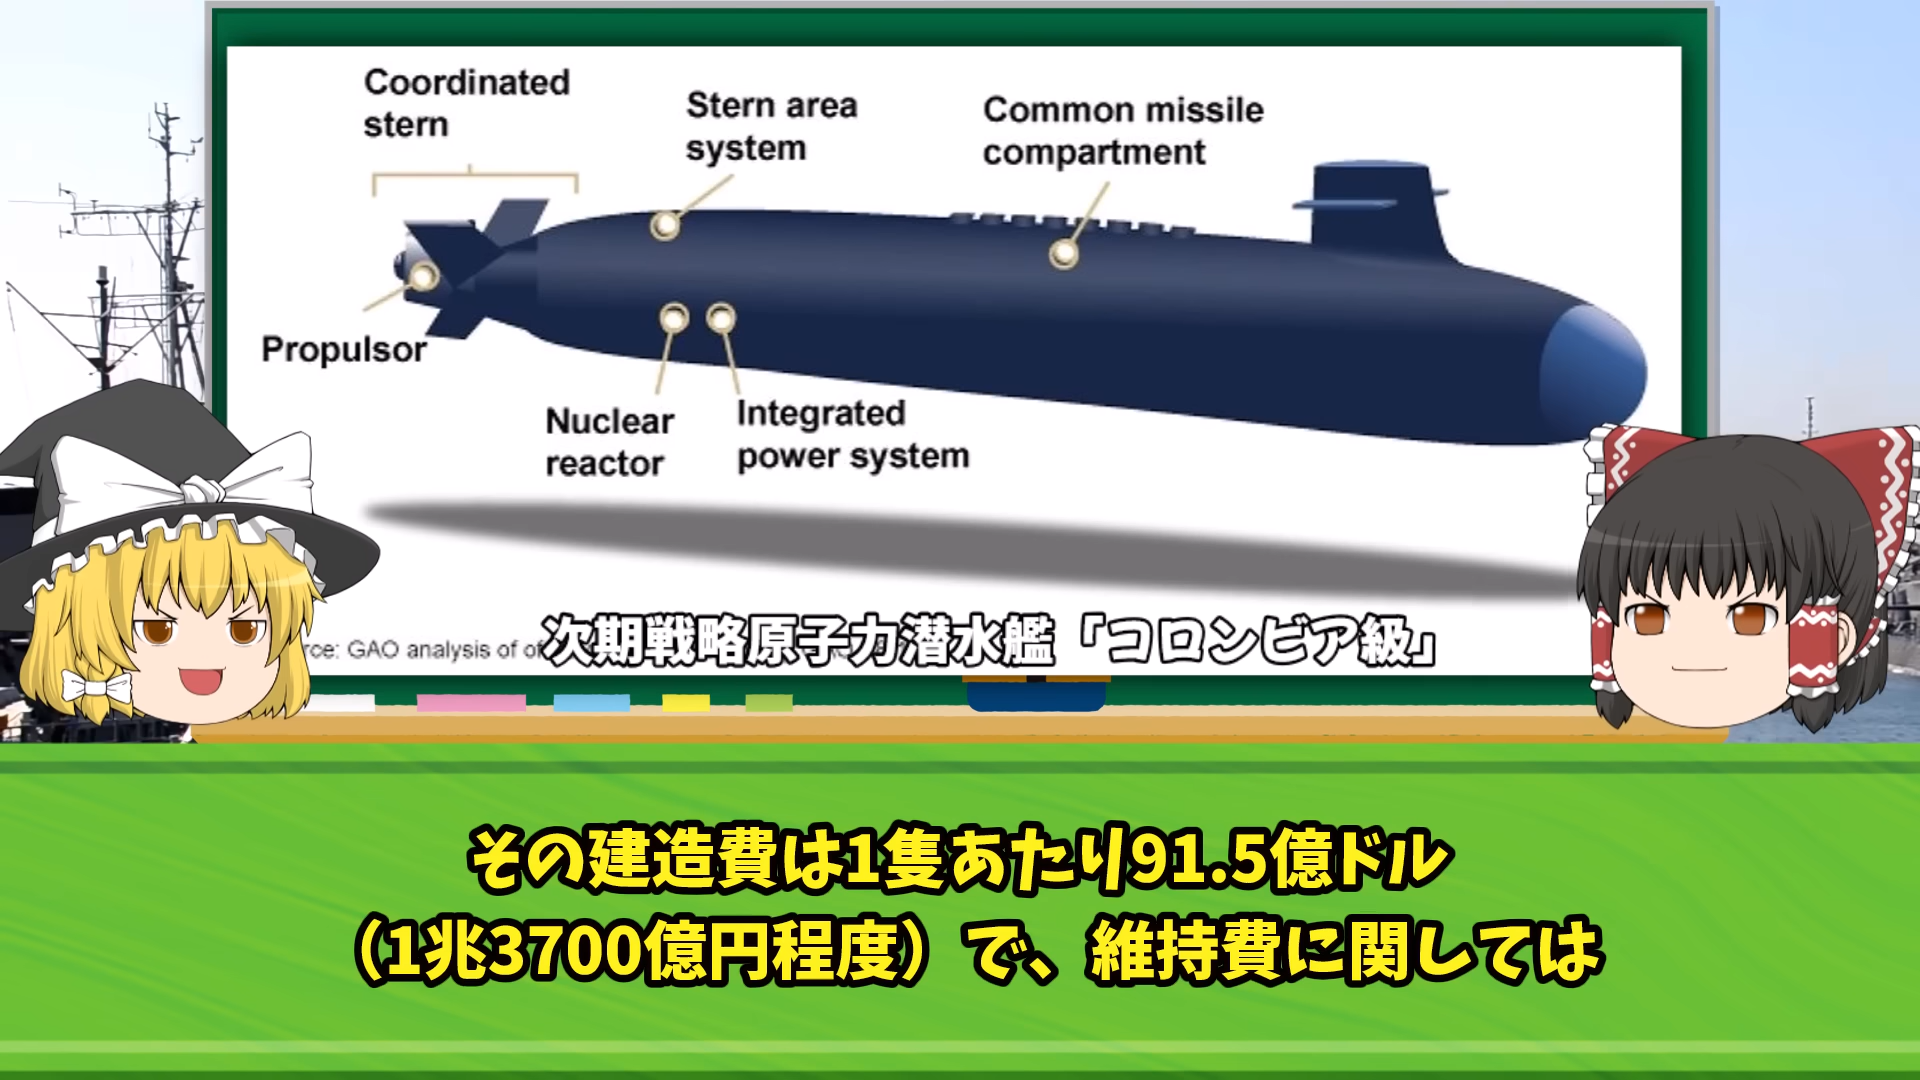 Coordinated
stern
Stern area
system
Common missile
compartment
Propulsor
Nuclear
reactor
Integrated
power system
GAO analysis of
次期戦略原子力潜水艦「コロンビア級」
その建造費は1隻あたり91.5億ドル
（1兆3700億円程度）で、維持費に関しては